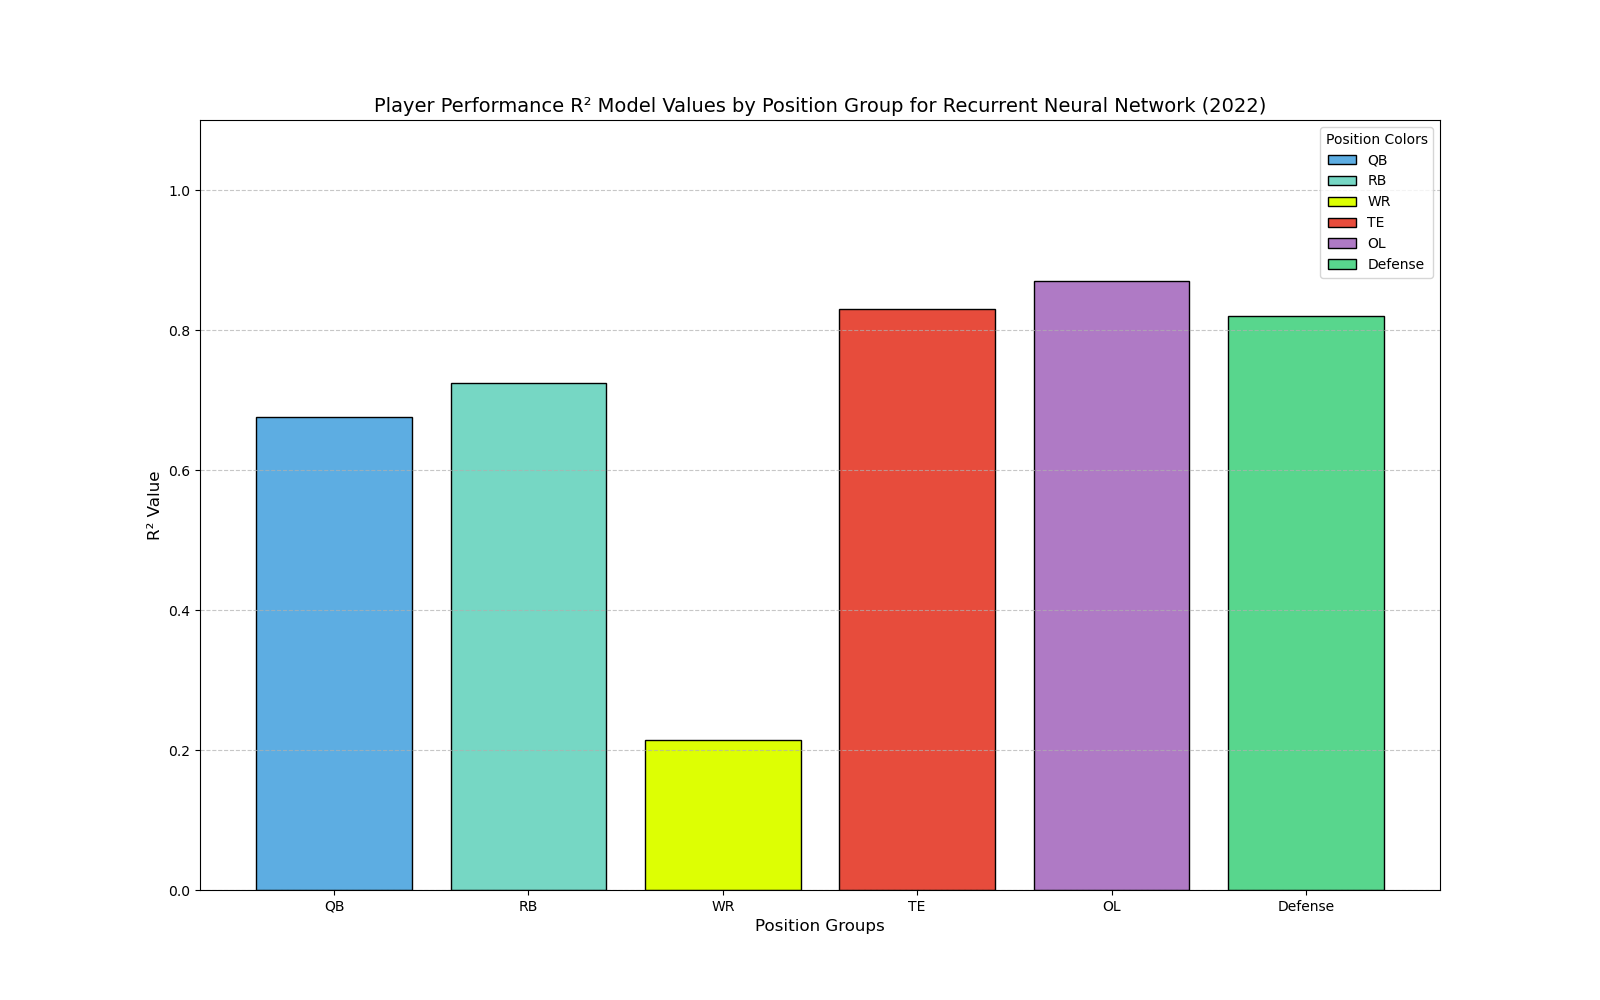 Player Performance R² Model Values by Position Group for Recurrent Neural Network (2022)
Position Colors
QB
RB
WR
TE
OL
Defense
1.0
0.8
0.6
0.4
0.2
0.0
R² Value
QB RB WR TE OL Defense
Position Groups